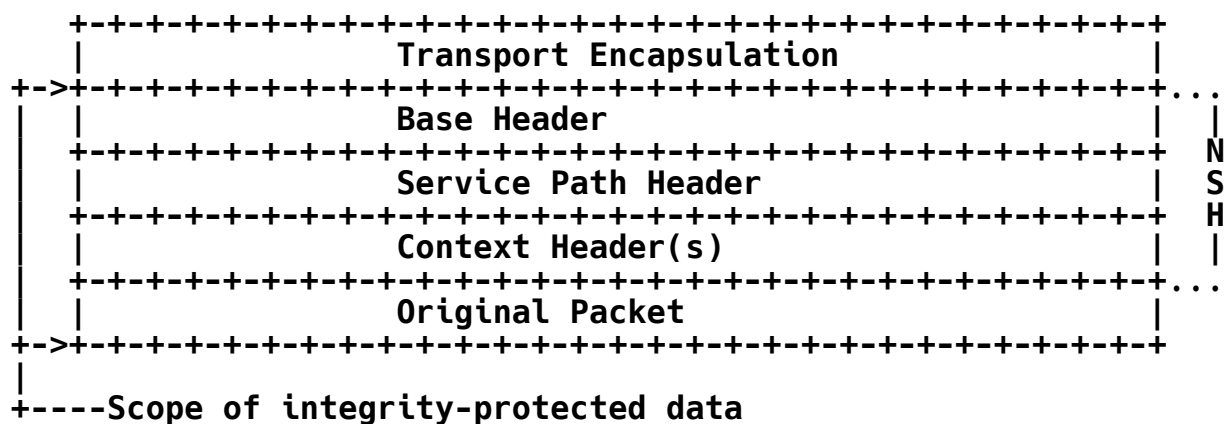 +-+-+-+-+-+-+-+-+-+-+-+-+-+-+-+-+-+-+-+-+-+-+-+-+-+-+-+-+
   |                Transport Encapsulation                |
+->+-+-+-+-+-+-+-+-+-+-+-+-+-+-+-+-+-+-+-+-+-+-+-+-+-+-+-+-+...
|  |                Base Header                            |  |
|  +-+-+-+-+-+-+-+-+-+-+-+-+-+-+-+-+-+-+-+-+-+-+-+-+-+-+-+-+  N
|  |                Service Path Header                    |  S
|  +-+-+-+-+-+-+-+-+-+-+-+-+-+-+-+-+-+-+-+-+-+-+-+-+-+-+-+-+  H
|  |                Context Header(s)                      |  |
|  +-+-+-+-+-+-+-+-+-+-+-+-+-+-+-+-+-+-+-+-+-+-+-+-+-+-+-+-+...
|  |                Original Packet                        |
+->+-+-+-+-+-+-+-+-+-+-+-+-+-+-+-+-+-+-+-+-+-+-+-+-+-+-+-+-+
|
+----Scope of integrity-protected data